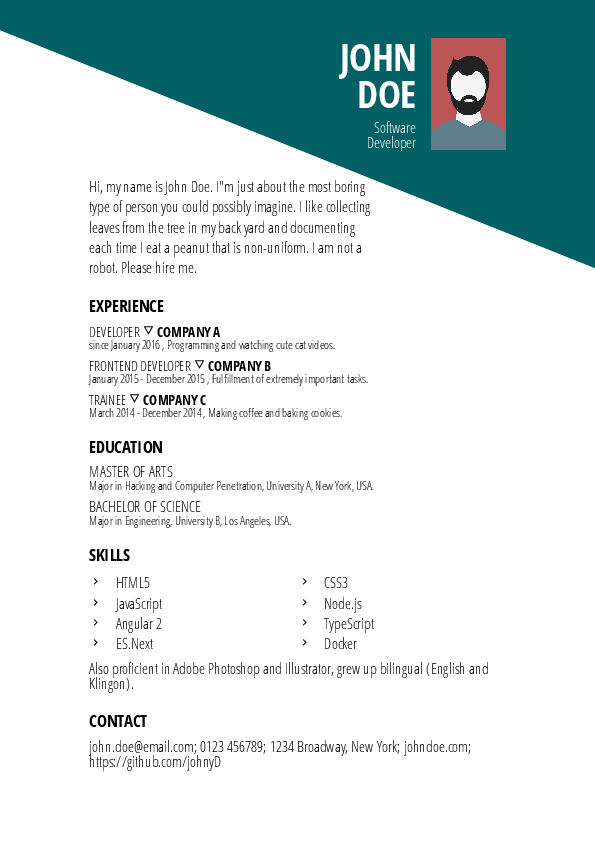 JOHN
DOE
Software
Developer
Hi, my name is John Doe. I"m just about the most boring
type of person you could possibly imagine. I like collecting
leaves from the tree in my back yard and documenting
each time I eat a peanut that is non-uniform. I am not a
robot. Please hire me.
EXPERIENCE
DEVELOPER ▽ COMPANY A
since January 2016 , Programming and watching cute cat videos.
FRONTEND DEVELOPER ▽ COMPANY B
January 2015 - December 2015 , Fulfillment of extremely important tasks.
TRAINEE ▽ COMPANY C
March 2014 - December 2014 , Making coffee and baking cookies.
EDUCATION
MASTER OF ARTS
Major in Hacking and Computer Penetration, University A, New York, USA.
BACHELOR OF SCIENCE
Major in Engineering, University B, Los Angeles, USA.
SKILLS
› HTML5 › CSS3
› JavaScript › Node.js
› Angular 2 › TypeScript
› ES.Next › Docker
Also proficient in Adobe Photoshop and Illustrator, grew up bilingual (English and
Klingon).
CONTACT
john.doe@email.com; 0123 456789; 1234 Broadway, New York; johndoe.com;
https://github.com/johnyD